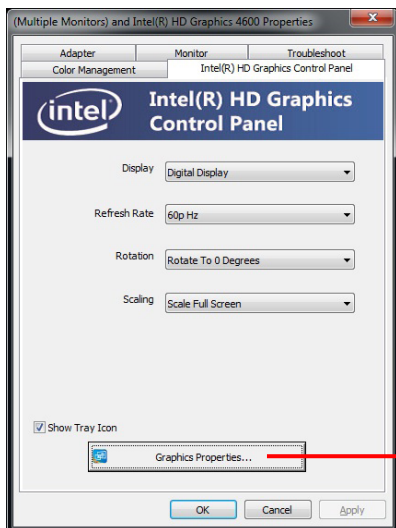 (Multiple Monitors) and Intel(R) HD Graphics 4600 Properties
Adapter Monitor Troubleshoot
Color Management Intel(R) HD Graphics Control Panel
intel Intel(R) HD Graphics
Control Panel
Display Digital Display
Refresh Rate 60p Hz
Rotation Rotate To 0 Degrees
Scaling Scale Full Screen
Show Tray Icon
Graphics Properties...
OK Cancel Apply